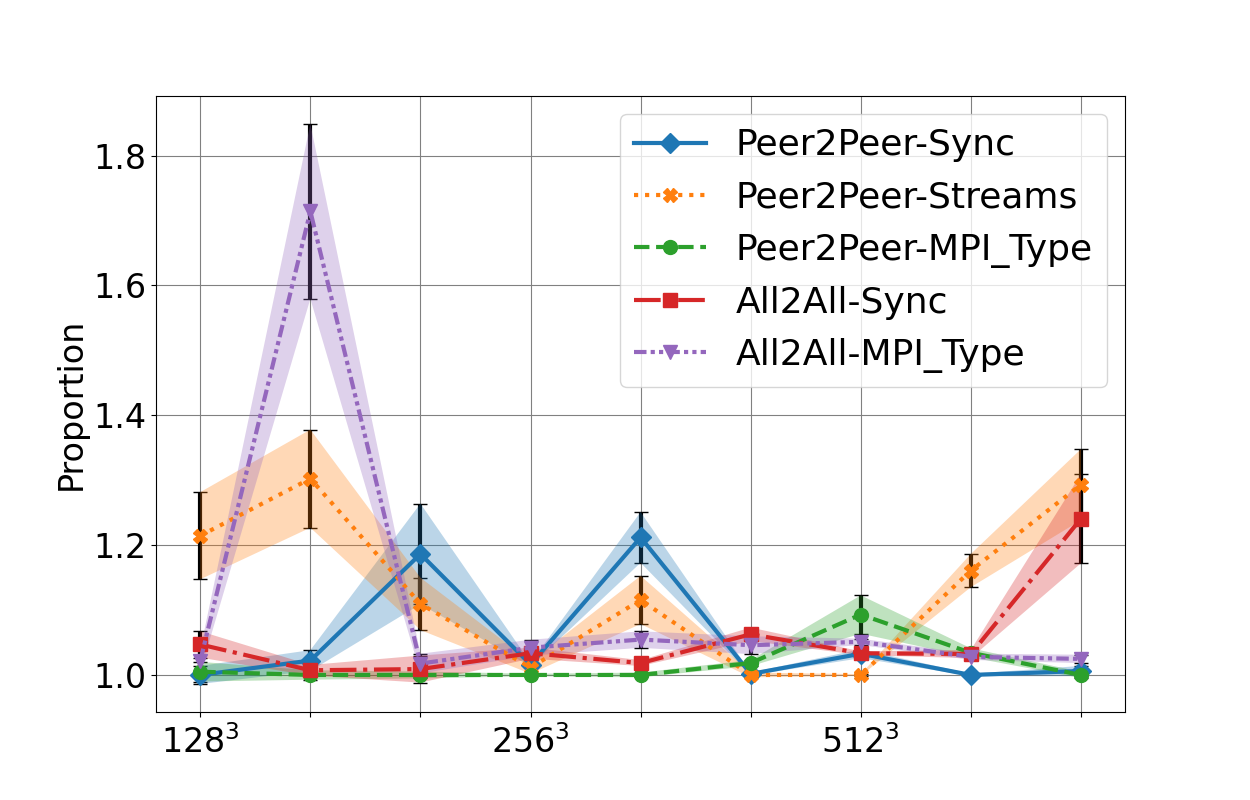 Proportion
1.8
1.6
1.4
1.2
1.0
128³
256³
512³
Peer2Peer-Sync
Peer2Peer-Streams
Peer2Peer-MPI_Type
All2All-Sync
All2All-MPI_Type